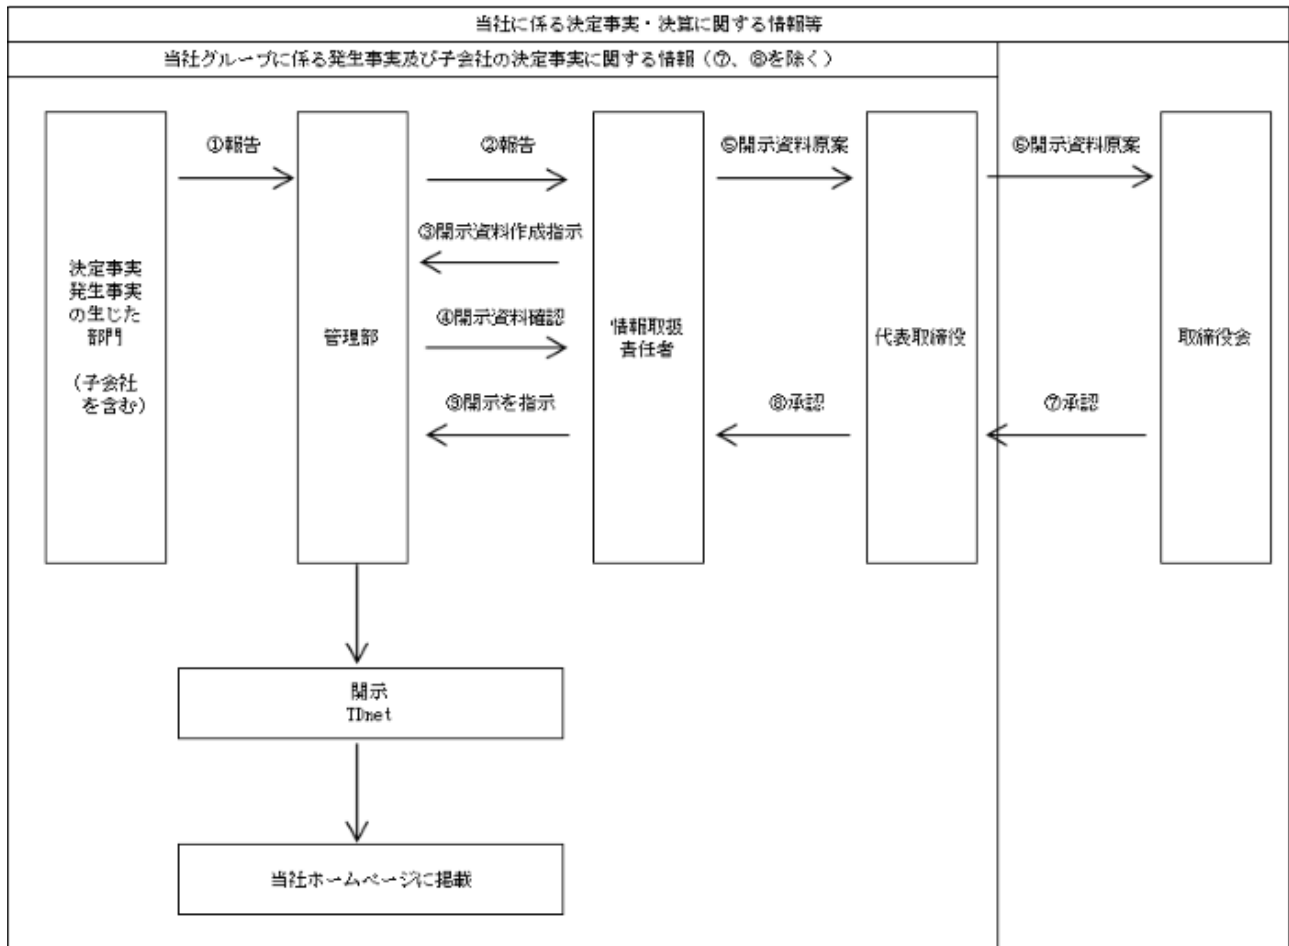 当社に係る決定事実・決算に関する情報等
当社グループに係る発生事実及び子会社の決定事実に関する情報(⑦、⑧を除く)
①報告
②報告
⑤開示資料原案
⑥開示資料原案
③開示資料作成指示
④開示資料確認
⑨開示を指示
⑧承認
⑦承認
決定事実
発生事実
の生じた
部門
(子会社
を含む)
管理部
情報取扱
責任者
代表取締役
取締役会
開示
TDnet
当社ホームページに掲載